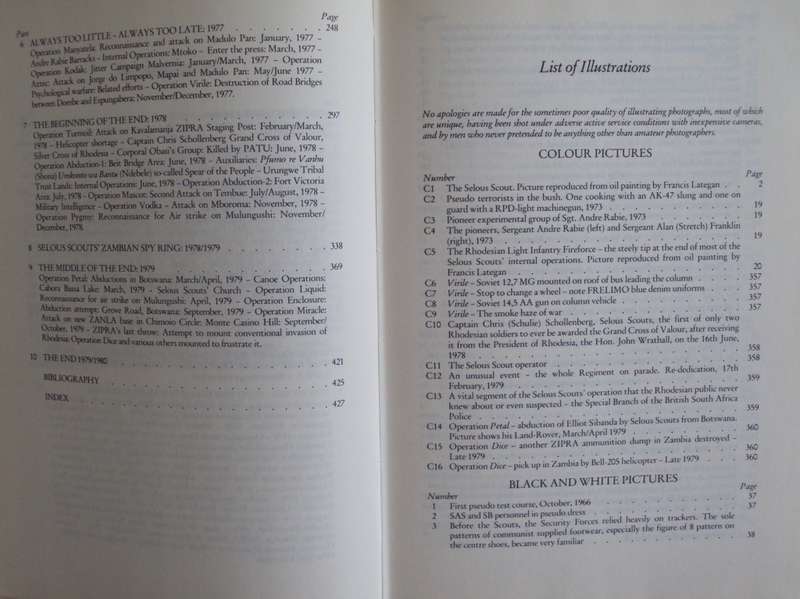 Part
Page
6 ALWAYS TOO LITTLE – ALWAYS TOO LATE: 1977 . . . . . . . 248
Operation Manyatela: Reconnaissance and attack on Madulo Pan: January, 1977 –
Andre Rabie Barracks – Internal Operations: Mtoko – Enter the press: March, 1977 –
Operation Kodak: Jitter Campaign Malvernia: January/March, 1977 – Operation
Aztec: Attack on Jorge do Limpopo, Mapai and Madulo Pan: May/June 1977 –
Psychological warfare: Belated efforts – Operation Virile: Destruction of Road Bridges
between Dombe and Espungabera: November/December, 1977.
7 THE BEGINNING OF THE END: 1978 . . . . . . . . . . 297
Operation Turmoil: Attack on Kavalamanja ZIPRA Staging Post: February/March,
1978 – Helicopter shortage – Captain Chris Schollenberg Grand Cross of Valour,
Silver Cross of Rhodesia – Corporal Obasi's Group: Killed by PATU: June, 1978 –
Operation Abduction-1: Beit Bridge Area: June, 1978 – Auxiliaries: Pfumo re Vanhu
(Shona) Umkonto wa Bantu (Ndebele) so-called Spear of the People – Urungwe Tribal
Trust Lands: Internal Operations: June, 1978 – Operation Abduction-2: Fort Victoria
Area: July, 1978 – Operation Mascot: Second Attack on Tembue: July/August, 1978 –
Military Intelligence – Operation Vodka – Attack on Mboroma: November, 1978 –
Operation Pygmy: Reconnaissance for Air strike on Mulungushi: November/
December, 1978.
8 SELOUS SCOUTS' ZAMBIAN SPY RING: 1978/1979 . . . . . . . . 338
9 THE MIDDLE OF THE END: 1979 . . . . . . . . . . . 369
Operation Petal: Abductions in Botswana: March/April, 1979 – Canoe Operations:
Cabora Bassa Lake: March, 1979 – Selous Scouts' Church – Operation Liquid:
Reconnaissance for air strike on Mulungushi: April, 1979 – Operation Enclosure:
Abduction attempt: Grove Road, Botswana: September, 1979 – Operation Miracle:
Attack on new ZANLA base in Chimoio Circle: Monte Casino Hill: September/
October, 1979 – ZIPRA's last throw: Attempt to mount conventional invasion of
Rhodesia: Operation Dice and various others mounted to frustrate it.
10 THE END 1979/1980 . . . . . . . . . . . . . . 421
BIBLIOGRAPHY . . . . . . . . . . . . . . . 425
INDEX . . . . . . . . . . . . . . . . . . 427
List of Illustrations
No apologies are made for the sometimes poor quality of illustrating photographs, most of which
are unique, having been shot under adverse active service conditions with inexpensive cameras,
and by men who never pretended to be anything other than amateur photographers.
COLOUR PICTURES
Number Page
C1 The Selous Scout. Picture reproduced from oil painting by Francis Lategan . . 2
C2 Pseudo terrorists in the bush. One cooking with an AK-47 slung and one on
guard with a RPD-light machinegun, 1973 . . . . . . . . 19
C3 Pioneer experimental group of Sgt. Andre Rabie, 1973 . . . . . . 19
C4 The pioneers, Sergeant Andre Rabie (left) and Sergeant Alan (Stretch) Franklin
(right), 1973 . . . . . . . . . . . . . 19
C5 The Rhodesian Light Infantry Fireforce – the steely tip at the end of most of the
Selous Scouts' internal operations. Picture reproduced from oil painting by
Francis Lategan . . . . . . . . . . . . 20
C6 Virile – Soviet 12,7 MG mounted on roof of bus leading the column . . . 357
C7 Virile – Stop to change a wheel – note FRELIMO blue denim uniforms . . . 357
C8 Virile – Soviet 14,5 AA gun on column vehicle . . . . . . . 357
C9 Virile – The smoke haze of war . . . . . . . . . . 357
C10 Captain Chris (Schulie) Schollenberg, Selous Scouts, the first of only two
Rhodesian soldiers to ever be awarded the Grand Cross of Valour, after receiving
it from the President of Rhodesia, the Hon. John Wrathall, on the 16th June,
1978 . . . . . . . . . . . . . . 358
C11 The Selous Scout operator . . . . . . . . . . . 358
C12 An unusual event – the whole Regiment on parade. Re-dedication, 17th
February, 1979 . . . . . . . . . . . . 359
C13 A vital segment of the Selous Scouts' operation that the Rhodesian public never
knew about or even suspected – the Special Branch of the British South Africa
Police . . . . . . . . . . . . . . 359
C14 Operation Petal – abduction of Elliot Sibanda by Selous Scouts from Botswana.
Picture shows his Land-Rover, March/April 1979 . . . . . . . 360
C15 Operation Dice – another ZIPRA ammunition dump in Zambia destroyed –
Late 1979 . . . . . . . . . . . . . 360
C16 Operation Dice – pick up in Zambia by Bell-205 helicopter – Late 1979 . . . 360
BLACK AND WHITE PICTURES
Number Page
1 First pseudo test course, October, 1966 . . . . . . . . 37
2 SAS and SB personnel in pseudo dress . . . . . . . . 37
3 Before the Scouts, the Security Forces relied heavily on trackers. The sole
patterns of communist supplied footwear, especially the figure of 8 pattern on
the centre shoes, became very familiar . . . . . . . . 38